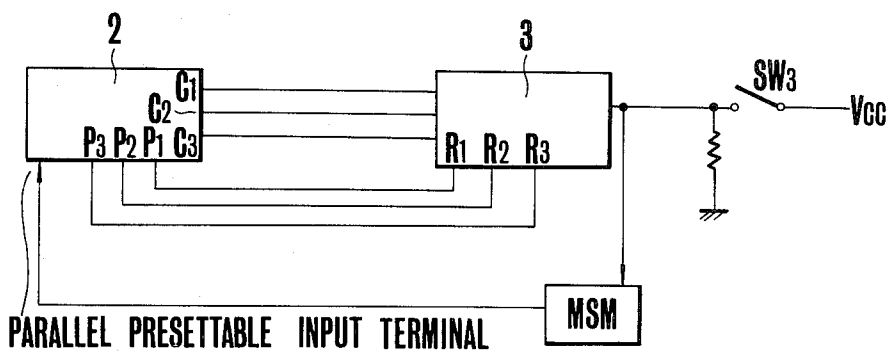 2
3
C1
C2
C3
P3 P2 P1
R1 R2 R3
SW3
VCC
MSM
PARALLEL PRESETTABLE INPUT TERMINAL